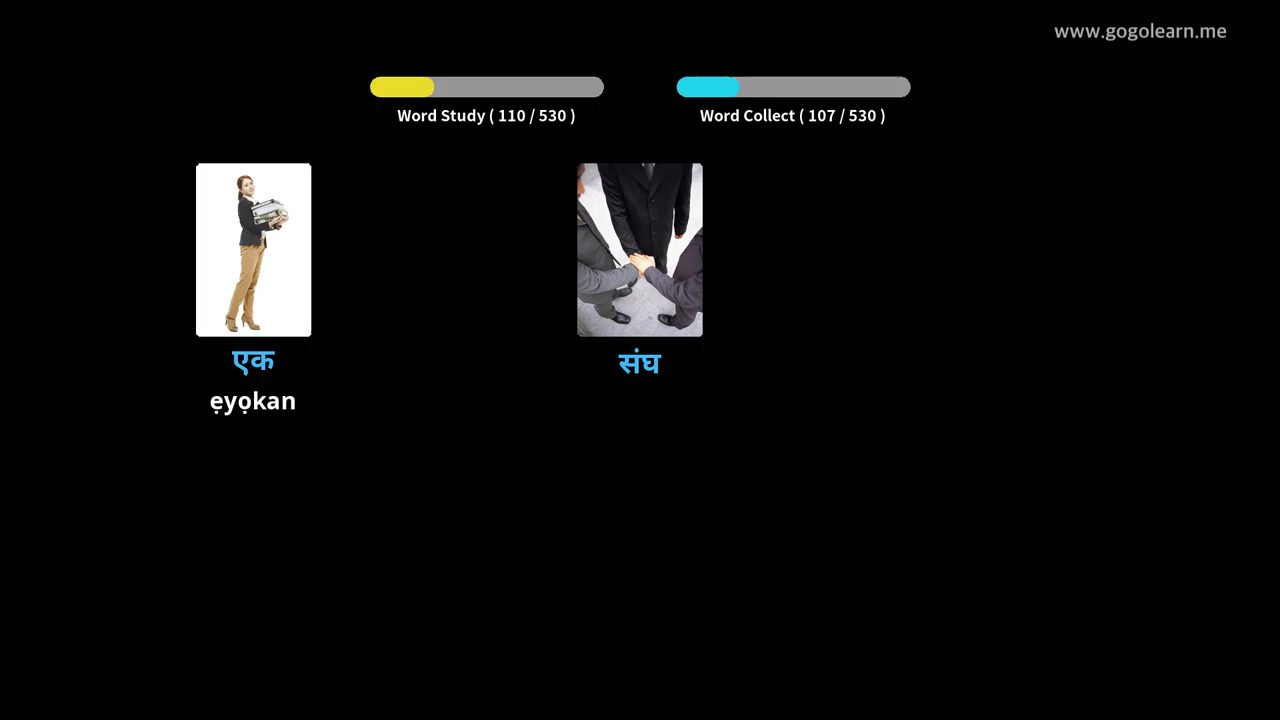 www.gogolearn.me
Word Study ( 110 / 530 )
Word Collect ( 107 / 530 )
एक
ẹyọkan
संघ